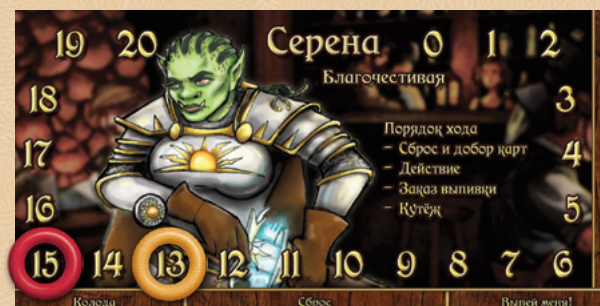 19 20 Серена 0 1 2
Благочестивая
18 3
Порядок хода
- Сброс и добор карт
17 4
- Действие
- Заказ выпивки
16 5
- Кутёж
15 14 13 12 11 10 9 8 7 6
Колода Сброс Выпей меня!